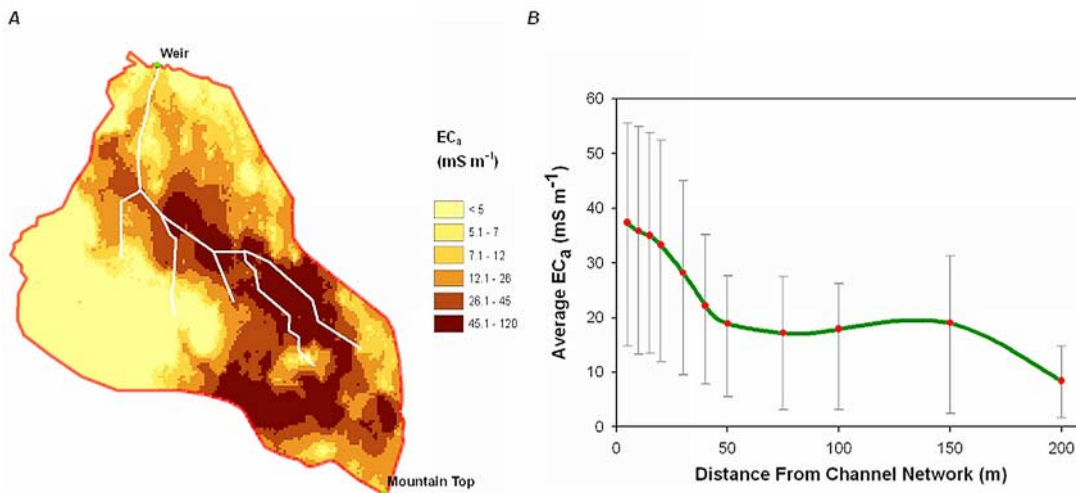 A
B
Weir
Mountain Top
ECa
(mS m-1)
< 5
5.1 - 7
7.1 - 12
12.1 - 26
26.1 - 45
45.1 - 120
Average ECa (mS m-1)
60
50
40
30
20
10
0
0 50 100 150 200
Distance From Channel Network (m)